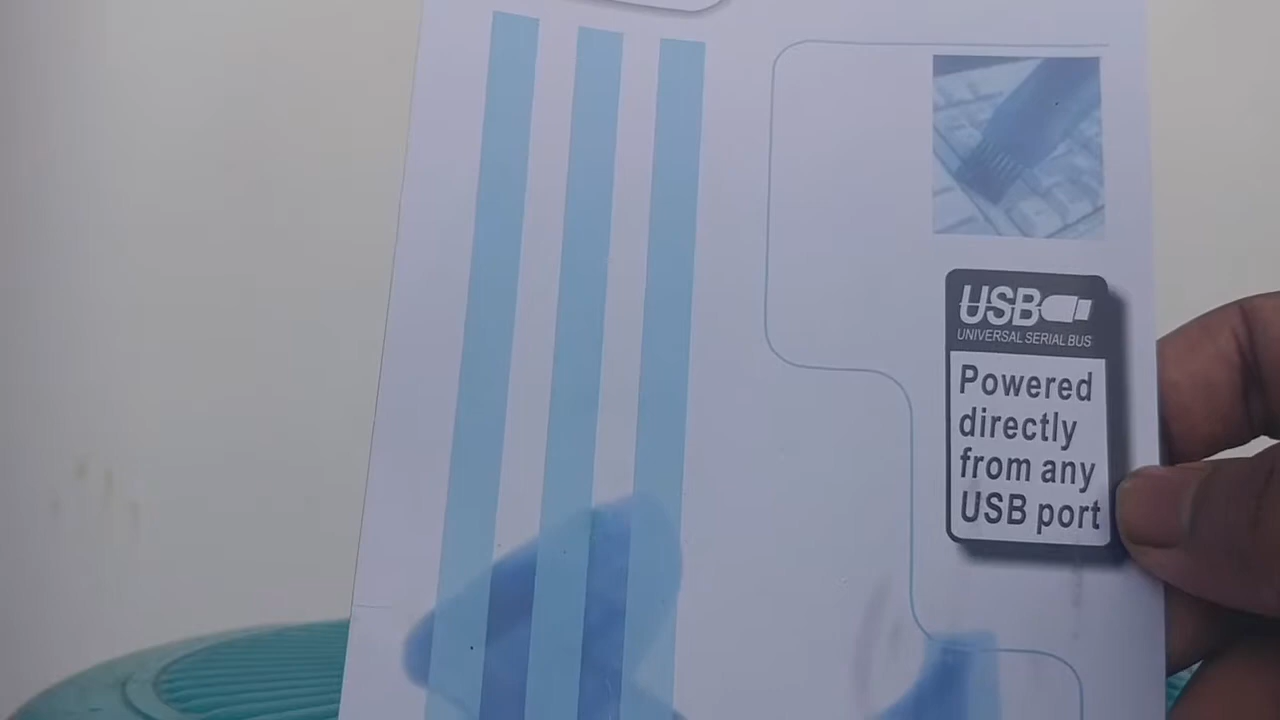 USB
UNIVERSAL SERIAL BUS
Powered
directly
from any
USB port